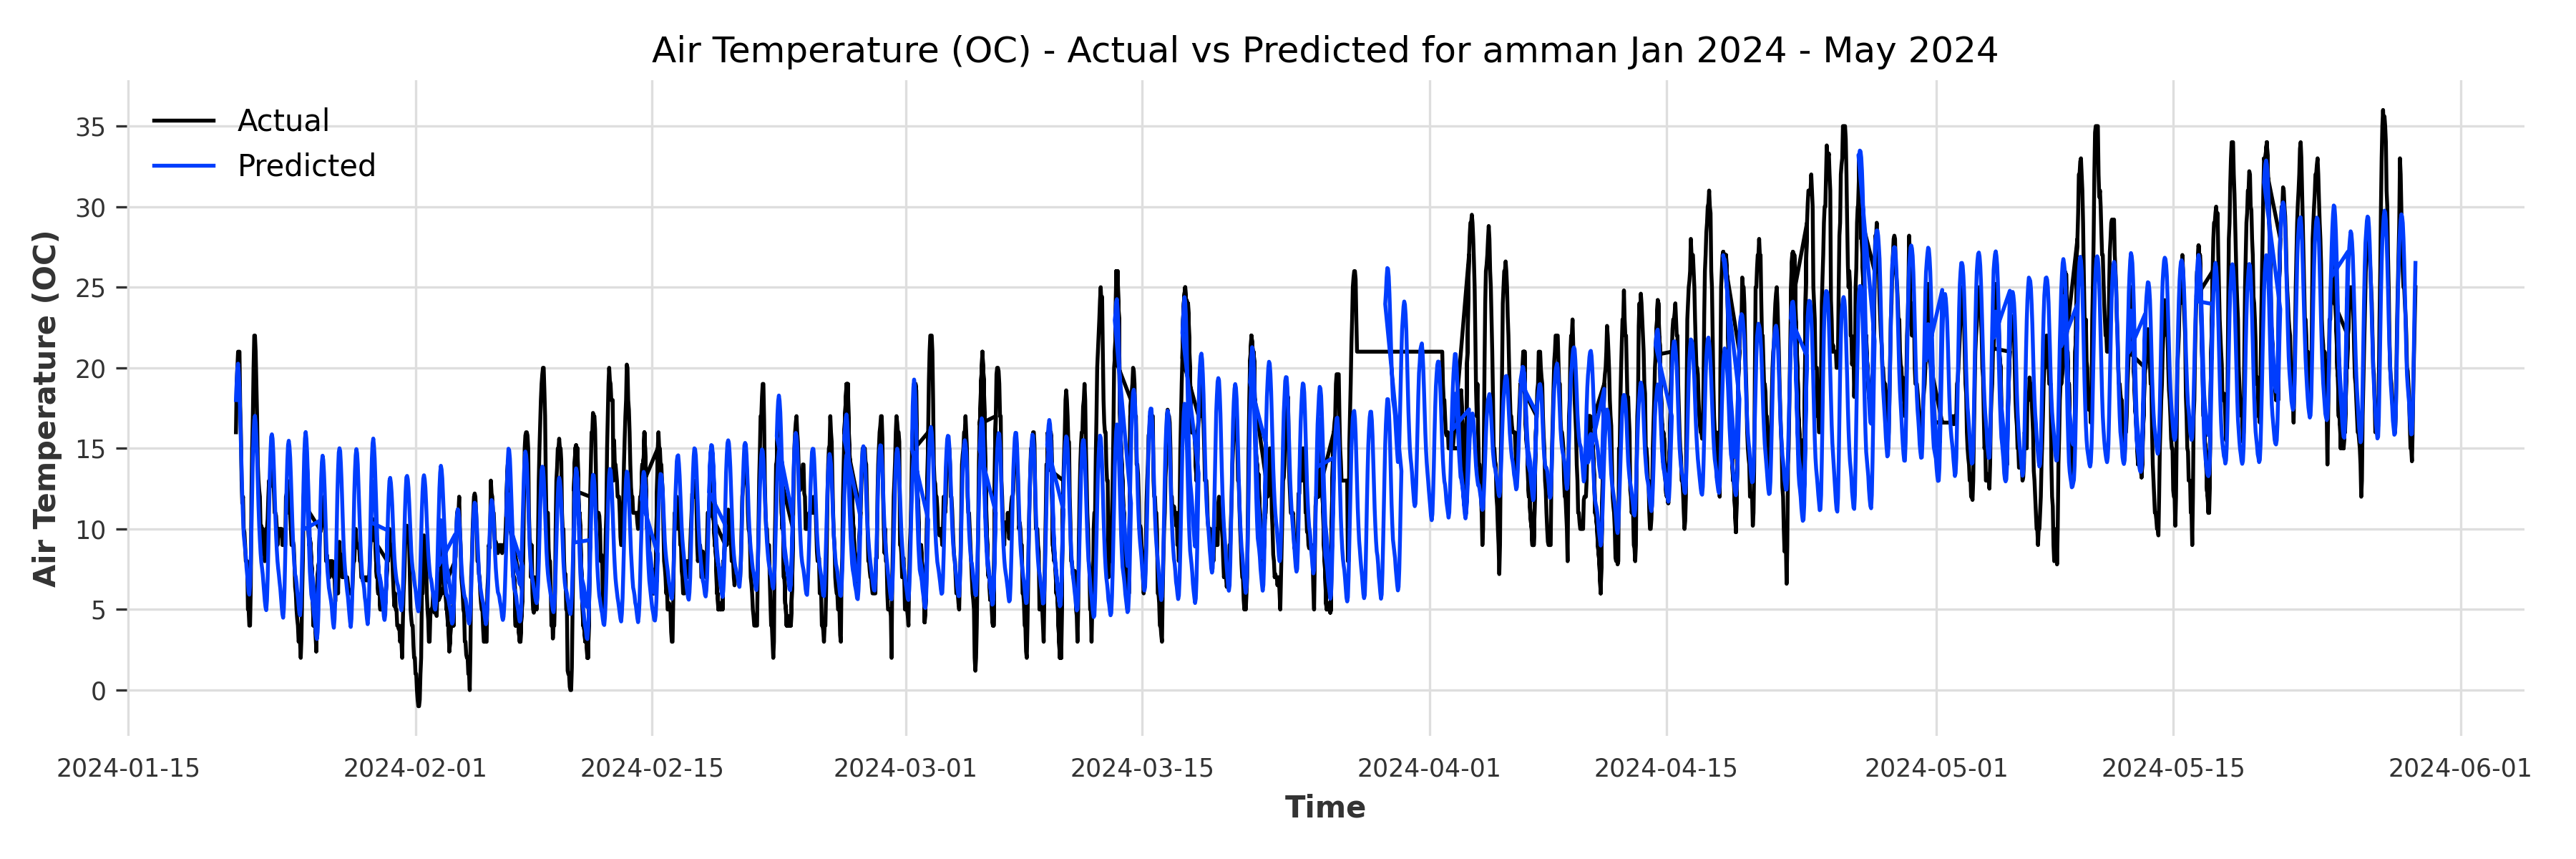 Air Temperature (OC) - Actual vs Predicted for amman Jan 2024 - May 2024
Actual
Predicted
35
30
25
20
15
10
5
0
Air Temperature (OC)
2024-01-15 2024-02-01 2024-02-15 2024-03-01 2024-03-15 2024-04-01 2024-04-15 2024-05-01 2024-05-15 2024-06-01
Time